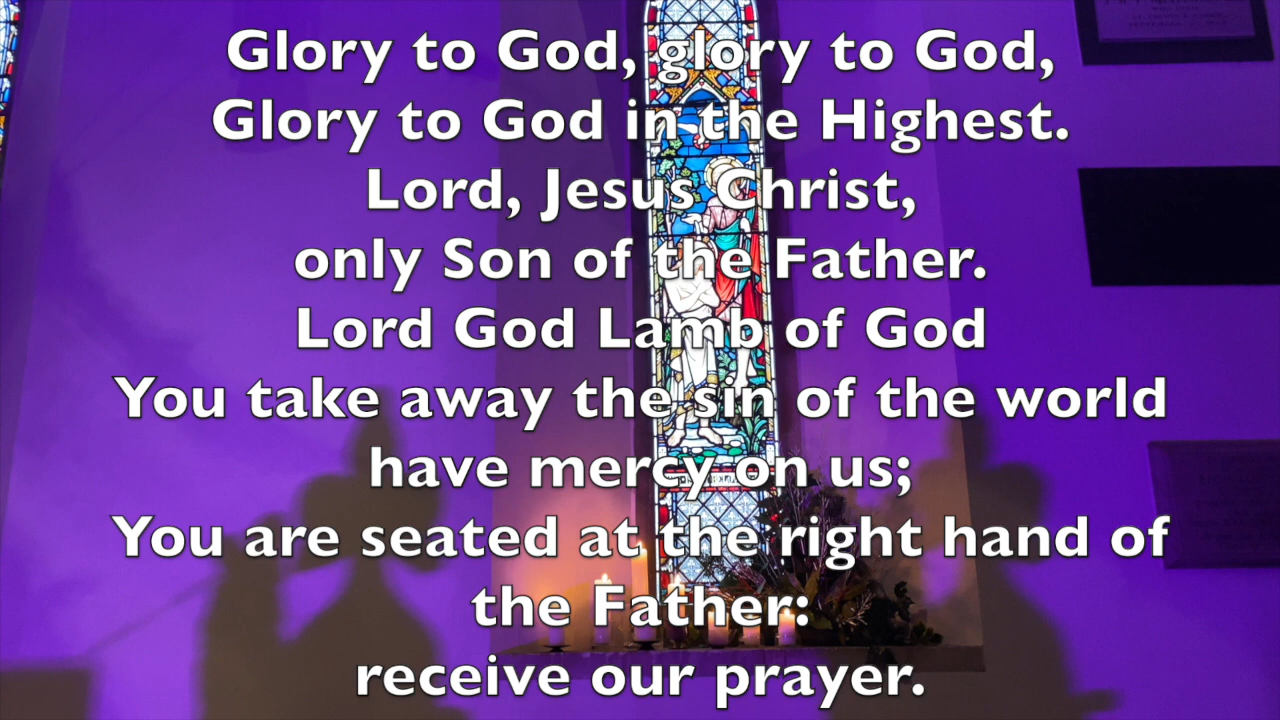 Glory to God, glory to God,
Glory to God in the Highest.
Lord, Jesus Christ,
only Son of the Father.
Lord God Lamb of God
You take away the sin of the world
have mercy on us;
You are seated at the right hand of
the Father:
receive our prayer.